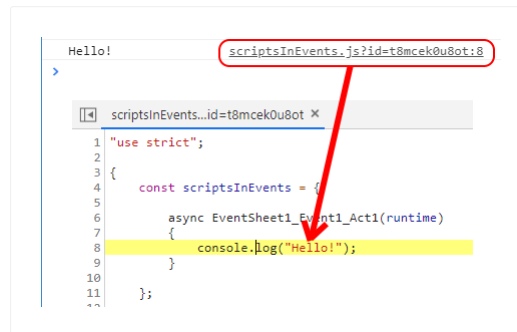 Hello! scriptsInEvents.js?id=t8mcek0u8ot:8
>
scriptsInEvents...id=t8mcek0u8ot ×
1 "use strict";
2
3 {
4 const scriptsInEvents = {
5
6 async EventSheet1_Event1_Act1(runtime)
7 {
8 console.log("Hello!");
9 }
10
11 };